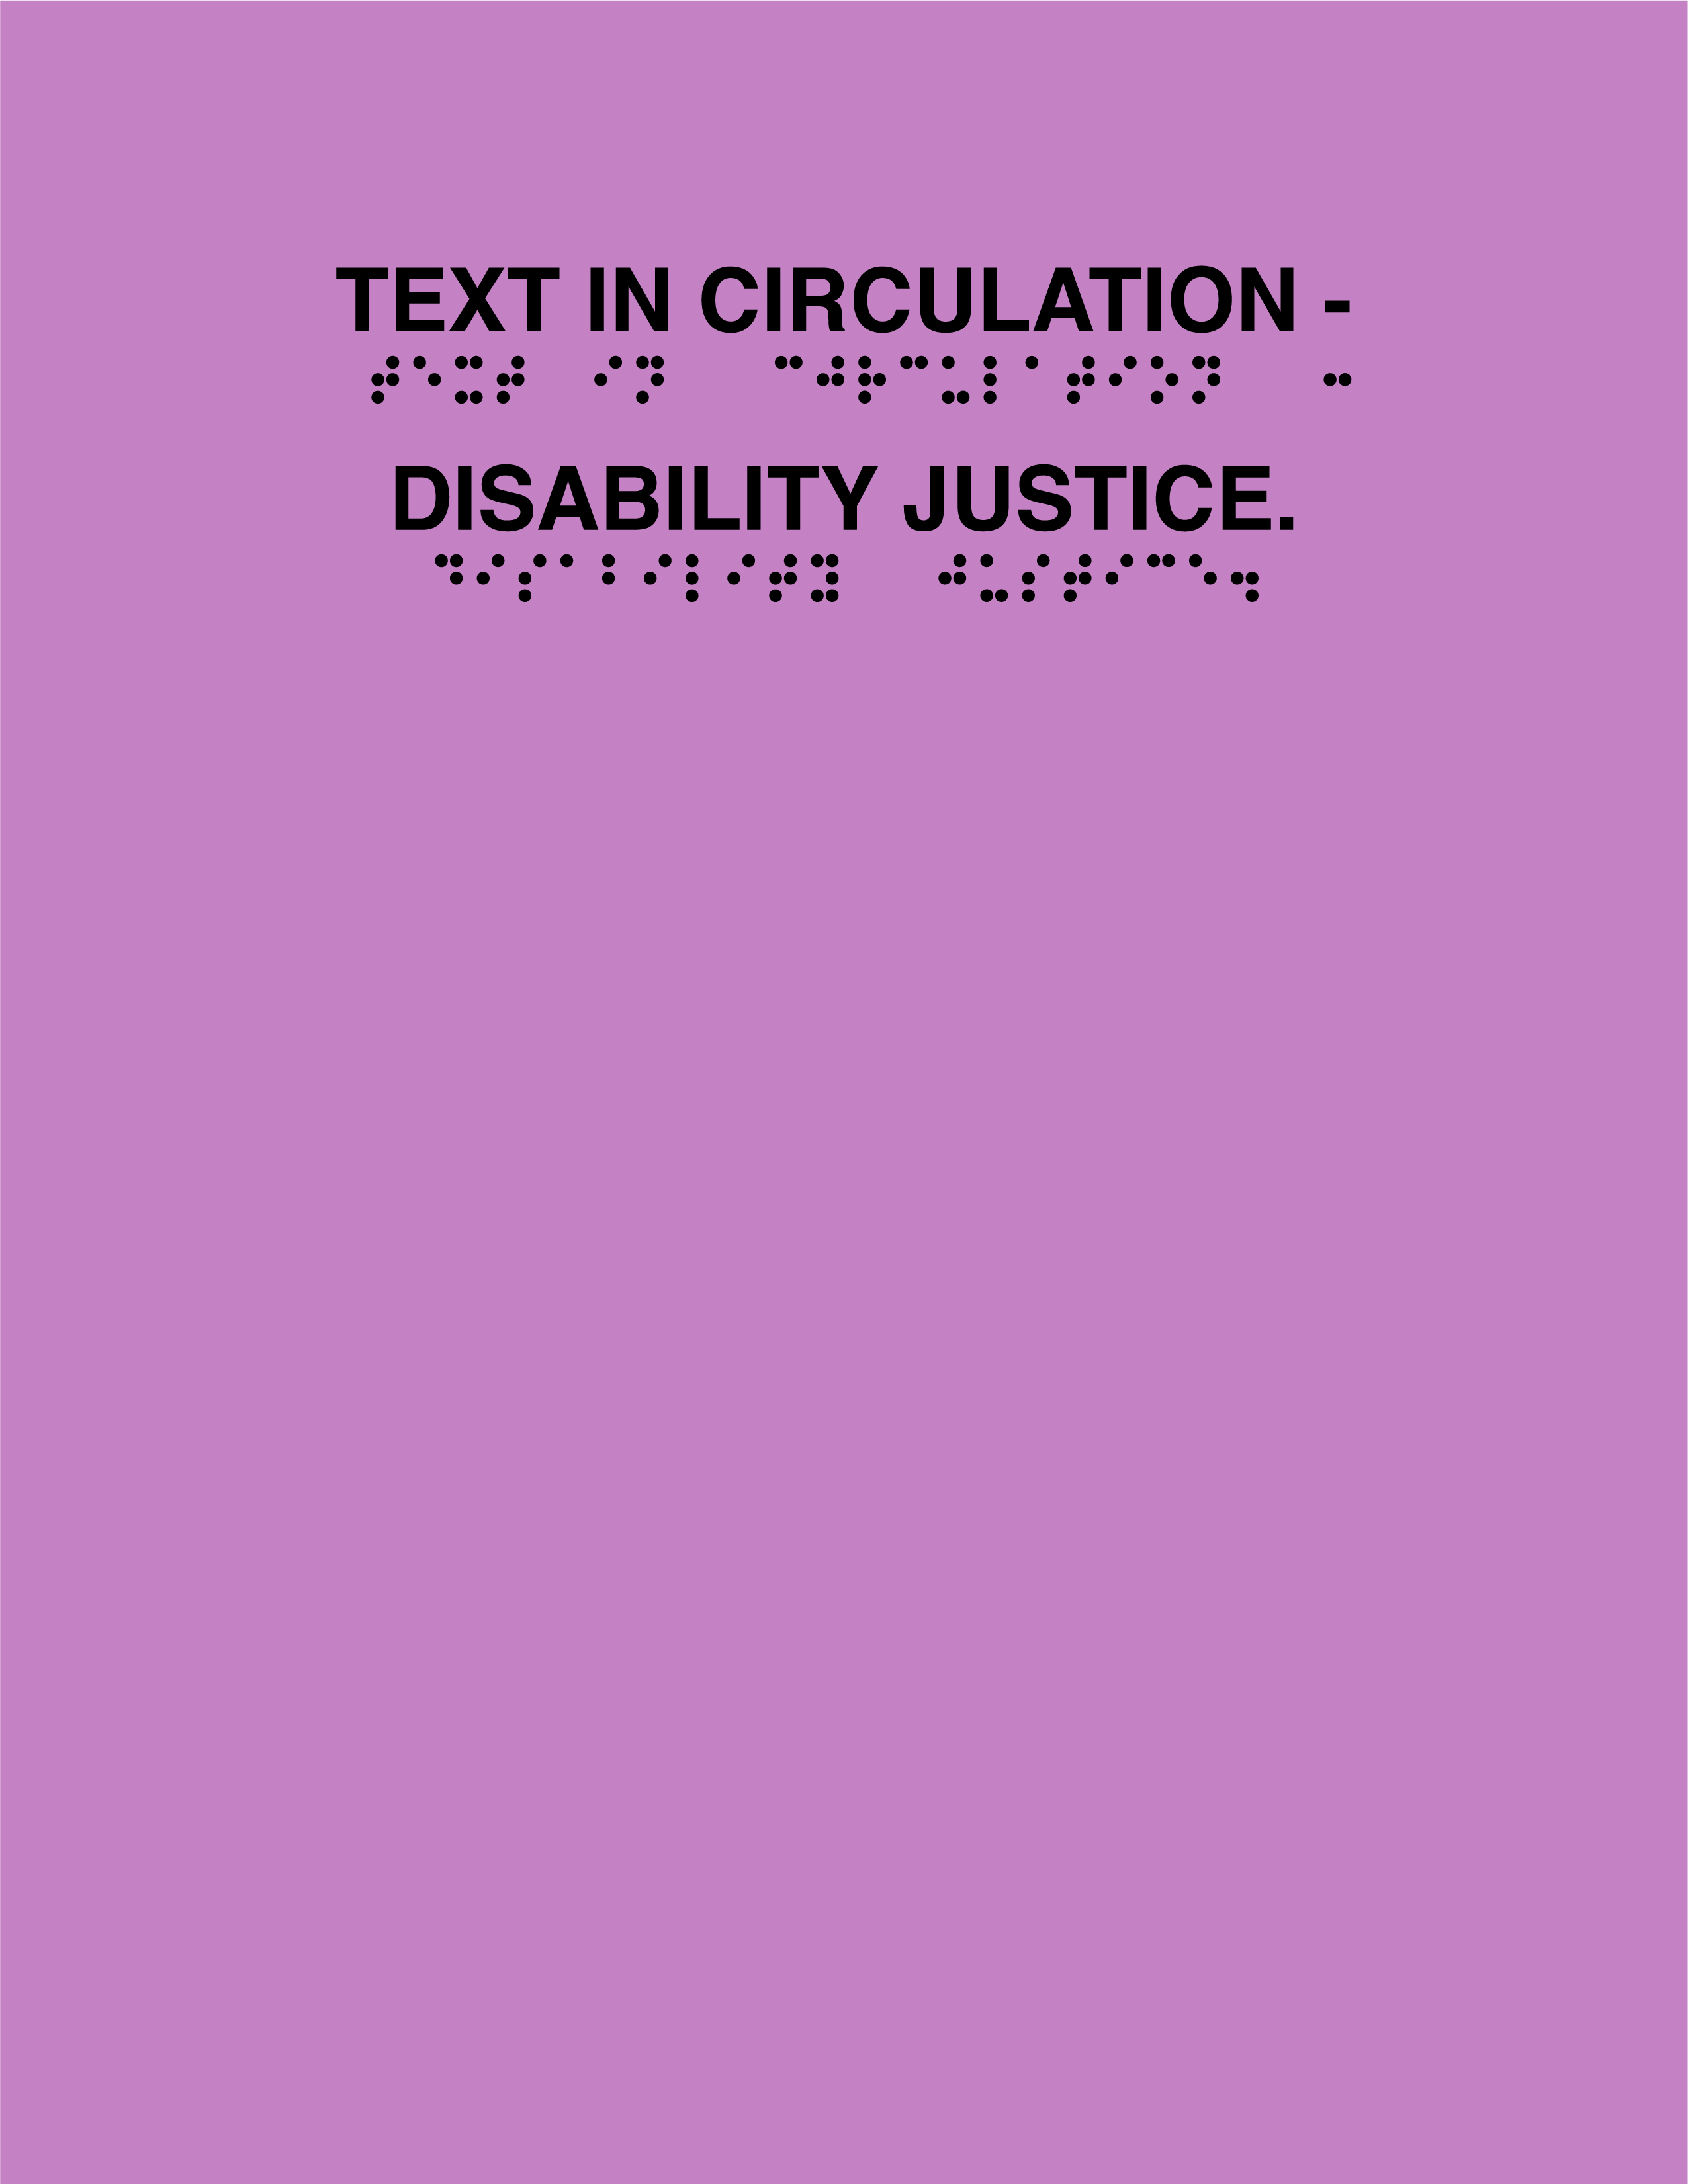 TEXT IN CIRCULATION -
⠞⠑⠭⠞ ⠊⠝ ⠉⠊⠗⠉⠥⠇⠁⠞⠊⠕⠝ ⠒
DISABILITY JUSTICE.
⠙⠊⠎⠁⠃⠊⠇⠊⠞⠽ ⠚⠥⠎⠞⠊⠉⠑⠲